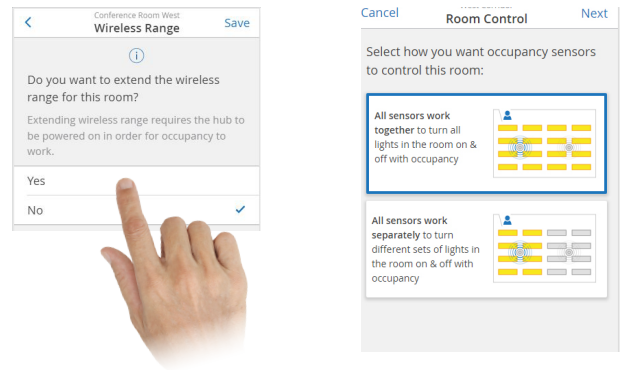 Conference Room West
Wireless Range
Save
Do you want to extend the wireless
range for this room?
Extending wireless range requires the hub to
be powered on in order for occupancy to
work.
Yes
No
Cancel
Room Control
Next
Select how you want occupancy sensors
to control this room:
All sensors work
together to turn all
lights in the room on &
off with occupancy
All sensors work
separately to turn
different sets of lights in
the room on & off with
occupancy